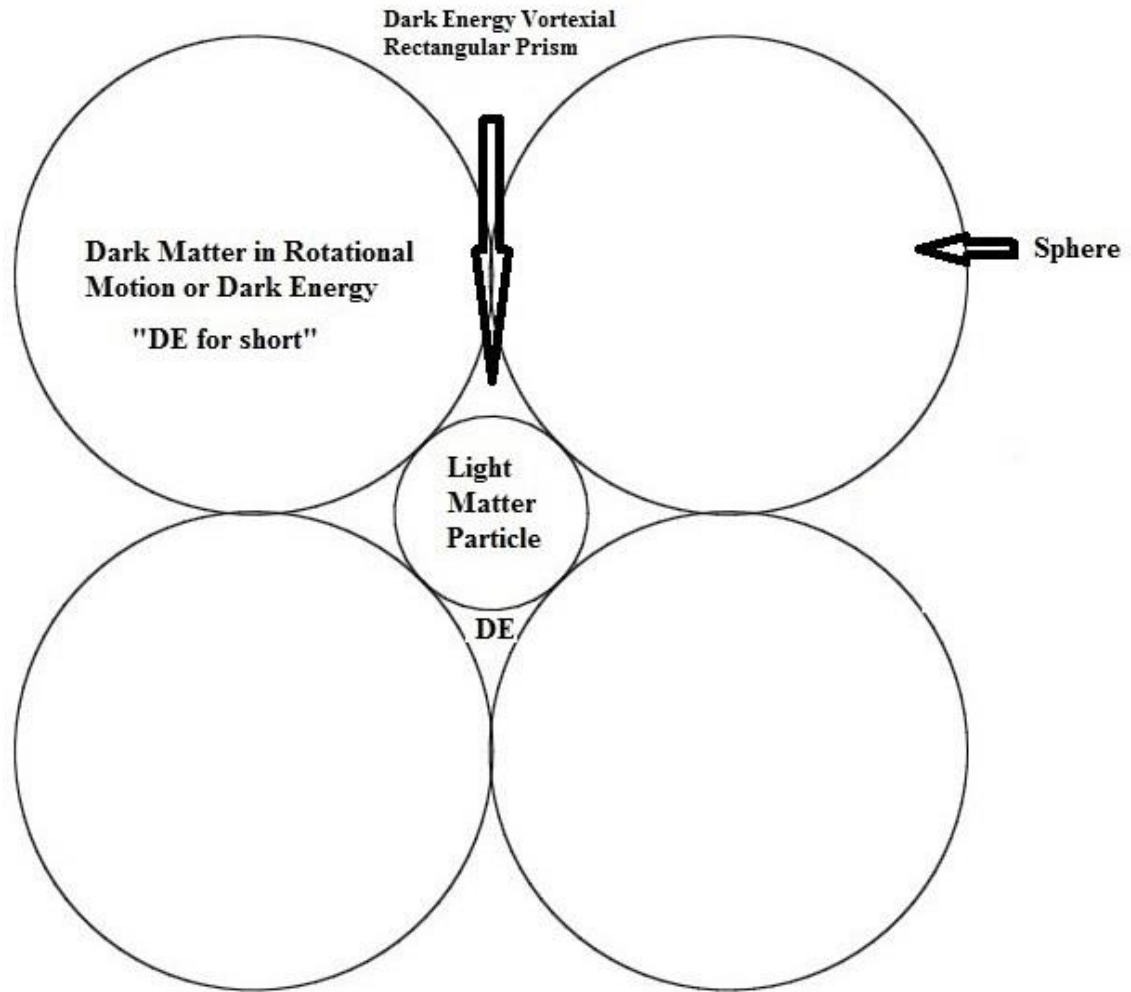 Dark Energy Vortexial
Rectangular Prism
Dark Matter in Rotational
Motion or Dark Energy
"DE for short"
Sphere
Light
Matter
Particle
DE